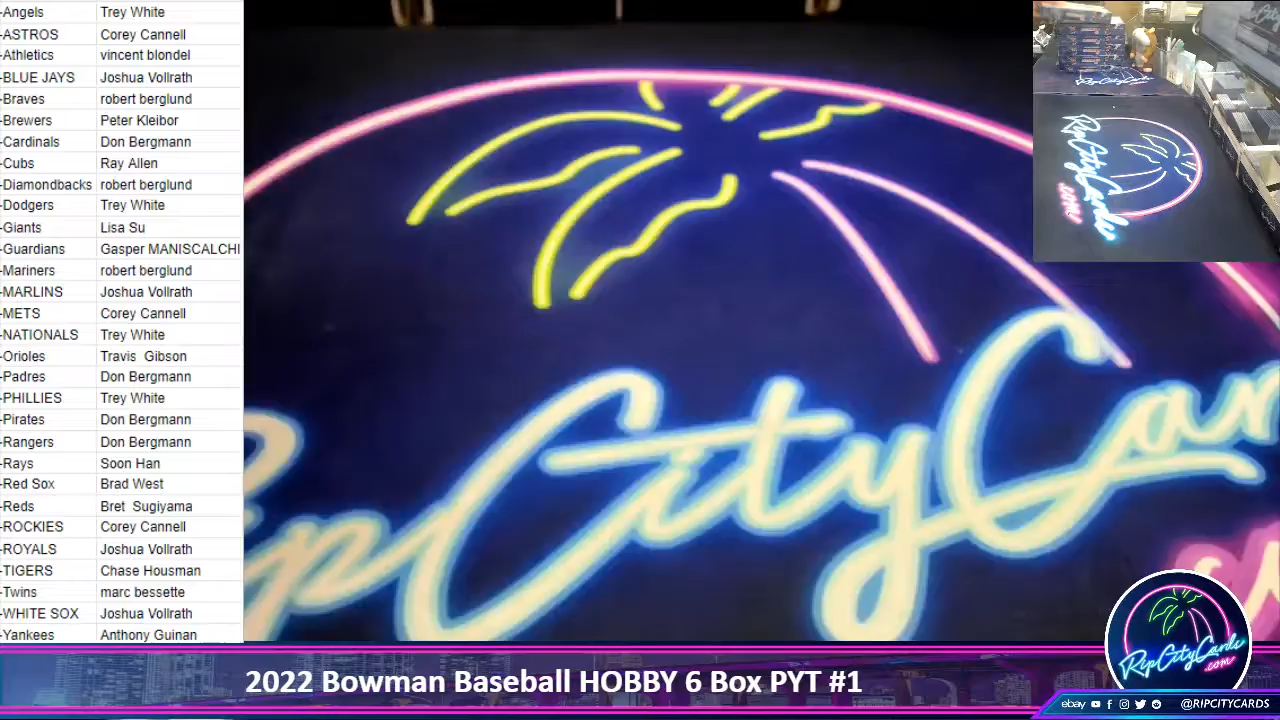 -Angels Trey White
-ASTROS Corey Cannell
-Athletics vincent blondel
-BLUE JAYS Joshua Vollrath
-Braves robert berglund
-Brewers Peter Kleibor
-Cardinals Don Bergmann
-Cubs Ray Allen
-Diamondbacks robert berglund
-Dodgers Trey White
-Giants Lisa Su
-Guardians Gasper MANISCALCHI
-Mariners robert berglund
-MARLINS Joshua Vollrath
-METS Corey Cannell
-NATIONALS Trey White
-Orioles Travis Gibson
-Padres Don Bergmann
-PHILLIES Trey White
-Pirates Don Bergmann
-Rangers Don Bergmann
-Rays Soon Han
-Red Sox Brad West
-Reds Bret Sugiyama
-ROCKIES Corey Cannell
-ROYALS Joshua Vollrath
-TIGERS Chase Housman
-Twins marc bessette
-WHITE SOX Joshua Vollrath
-Yankees Anthony Guinan
RipCityCards
.com
ipCityCar
RipCityCards
.com
2022 Bowman Baseball HOBBY 6 Box PYT #1
ebay @RIPCITYCARDS